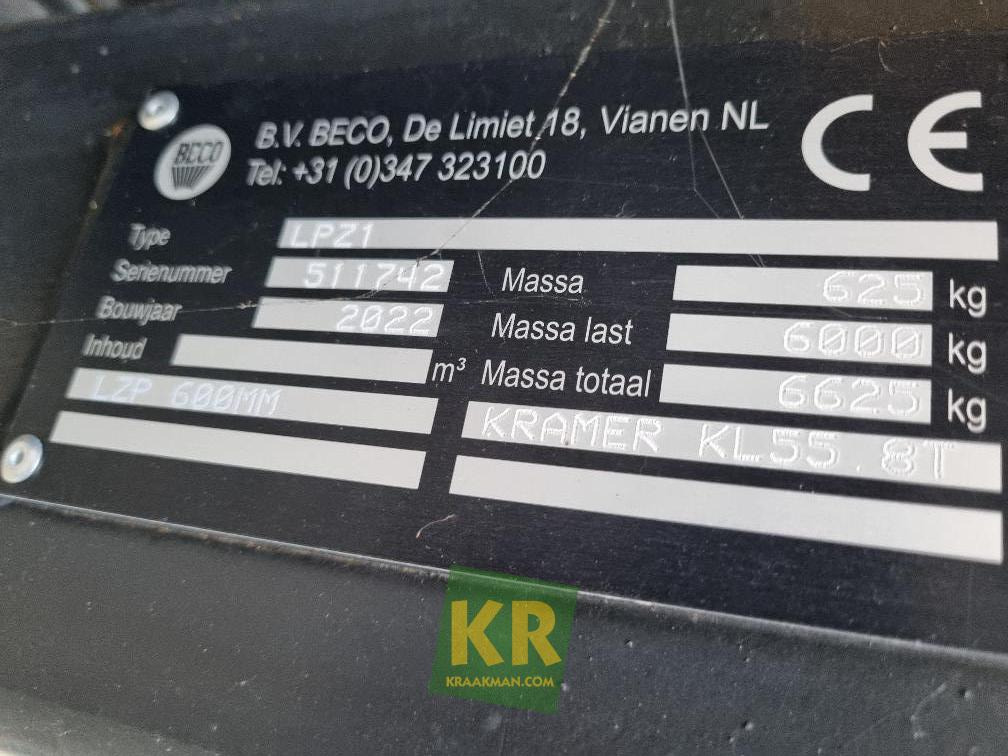 BECO
B.V. BECO, De Limiet 18, Vianen NL
Tel: +31 (0)347 323100
CE
Type LPZ1
Serienummer 511742 Massa 625 kg
Bouwjaar 2022 Massa last 6000 kg
Inhoud m³ Massa totaal 6625 kg
LZP 600MM KRAMER KL55.8T
KR
KRAAKMAN.COM